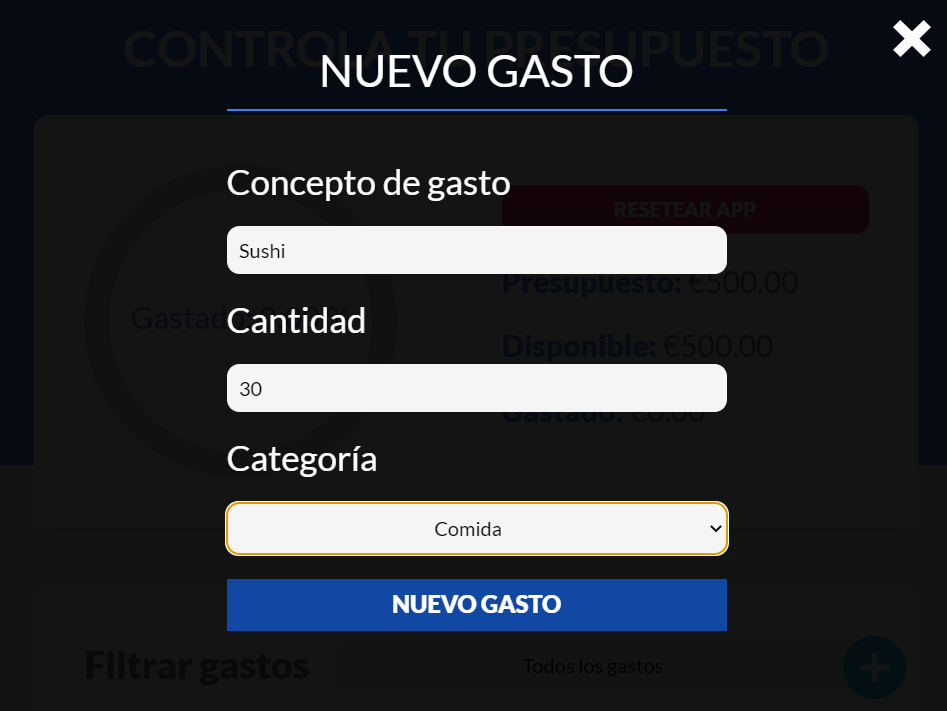 CONTROLA TU PRESUPUESTO
NUEVO GASTO
Concepto de gasto
RESETEAR APP
Sushi
Presupuesto: €500.00
Gastado:
Cantidad
Disponible: €500.00
30
Gastado: €0.00
Categoría
Comida
NUEVO GASTO
Filtrar gastos
Todos los gastos